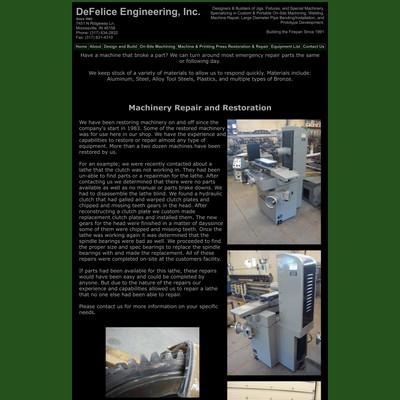 DeFelice Engineering, Inc.
Since 1983
7451 N Ridgeway Ln.
Mooresville, IN 46158
Phone: (317) 834-2832
Fax: (317) 831-4310
Designers & Builders of Jigs, Fixtures, and Special Machinery.
Specializing in Custom & Portable On-Site Machining, Welding,
Machine Repair, Large Diameter Pipe Bending/Installation, and
Prototype Development.
Building the Firepan Since 1991
Home About Design and Build On-Site Machining Machine & Printing Press Restoration & Repair Equipment List Contact Us
Have a machine that broke a part? We can turn around most emergency repair parts the same
or following day.
We keep stock of a variety of materials to allow us to respond quickly. Materials include:
Aluminum, Steel, Alloy Tool Steels, Plastics, and multiple types of Bronze.
Machinery Repair and Restoration
We have been restoring machinery on and off since the
company's start in 1983. Some of the restored machinery
was for use here in our shop. We have the experience and
capabilities to restore or repair almost any type of
equipment. More than a two dozen machines have been
restored by us.
For an example; we were recently contacted about a
lathe that the clutch was not working in. They had been
un-able to find parts or a repairman for the lathe. After
contacting us we determined that there were no parts
available as well as no manual or parts brake downs. We
had to disassemble the lathe blind. We found a hydraulic
clutch that had galled and warped clutch plates and
chipped and missing gears in the head. After
reconstructing a clutch plate we custom made
replacement clutch plates and installed them. The new
gears for the head were finished in a matter of dayssince
some of them were chipped and missing teeth. Once the
lathe was working again it was determined that the
spindle bearings were bad as well. We proceeded to find
the proper size and spec bearings to replace the spindle
bearings with and made the replacement. All of these
repairs were completed on-site at the customers facility.
If parts had been available for this lathe, these repairs
would have been easy and could be completed by
anyone. But due to the nature of the repairs our
experience and capabilities allowed us to repair a lathe
that no one else had been able to repair.
Please contact us for more information on your specific
needs.